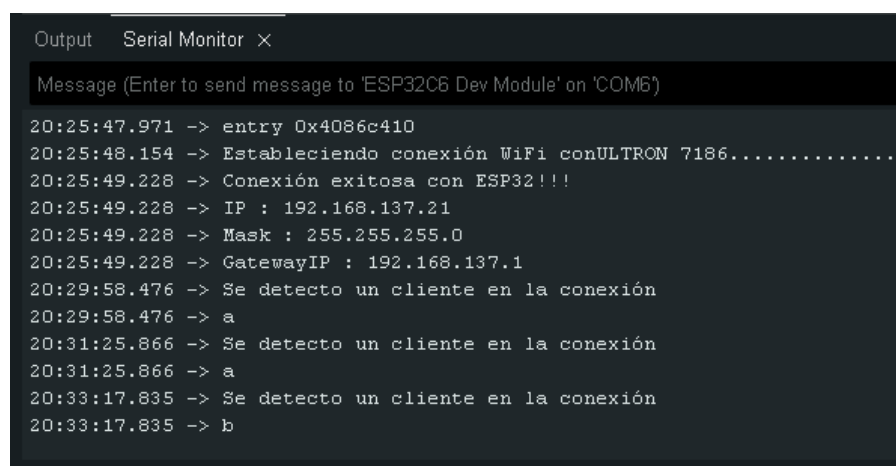 Output Serial Monitor ×
Message (Enter to send message to 'ESP32C6 Dev Module' on 'COM6')
20:25:47.971 -> entry 0x4086c410
20:25:48.154 -> Estableciendo conexión WiFi conULTRON 7186...............
20:25:49.228 -> Conexión exitosa con ESP32!!!
20:25:49.228 -> IP : 192.168.137.21
20:25:49.228 -> Mask : 255.255.255.0
20:25:49.228 -> GatewayIP : 192.168.137.1
20:29:58.476 -> Se detecto un cliente en la conexión
20:29:58.476 -> a
20:31:25.866 -> Se detecto un cliente en la conexión
20:31:25.866 -> a
20:33:17.835 -> Se detecto un cliente en la conexión
20:33:17.835 -> b